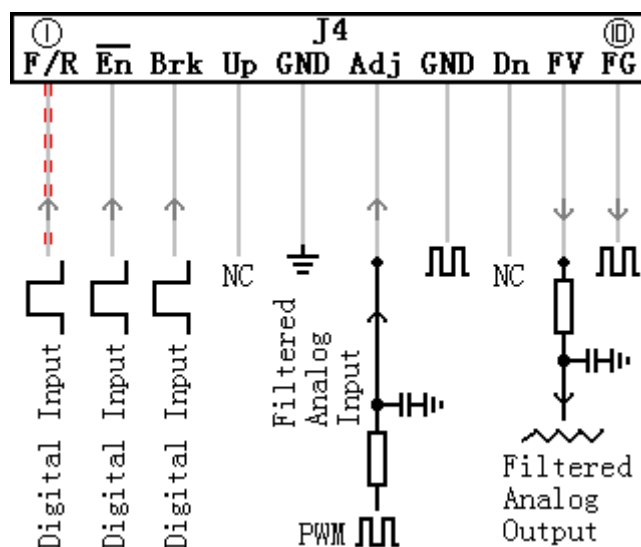 J4
① ⑩
F/R En Brk Up GND Adj GND Dn FV FG
NC
NC
Digital Input
Digital Input
Digital Input
Filtered
Analog
Input
PWM
Filtered
Analog
Output